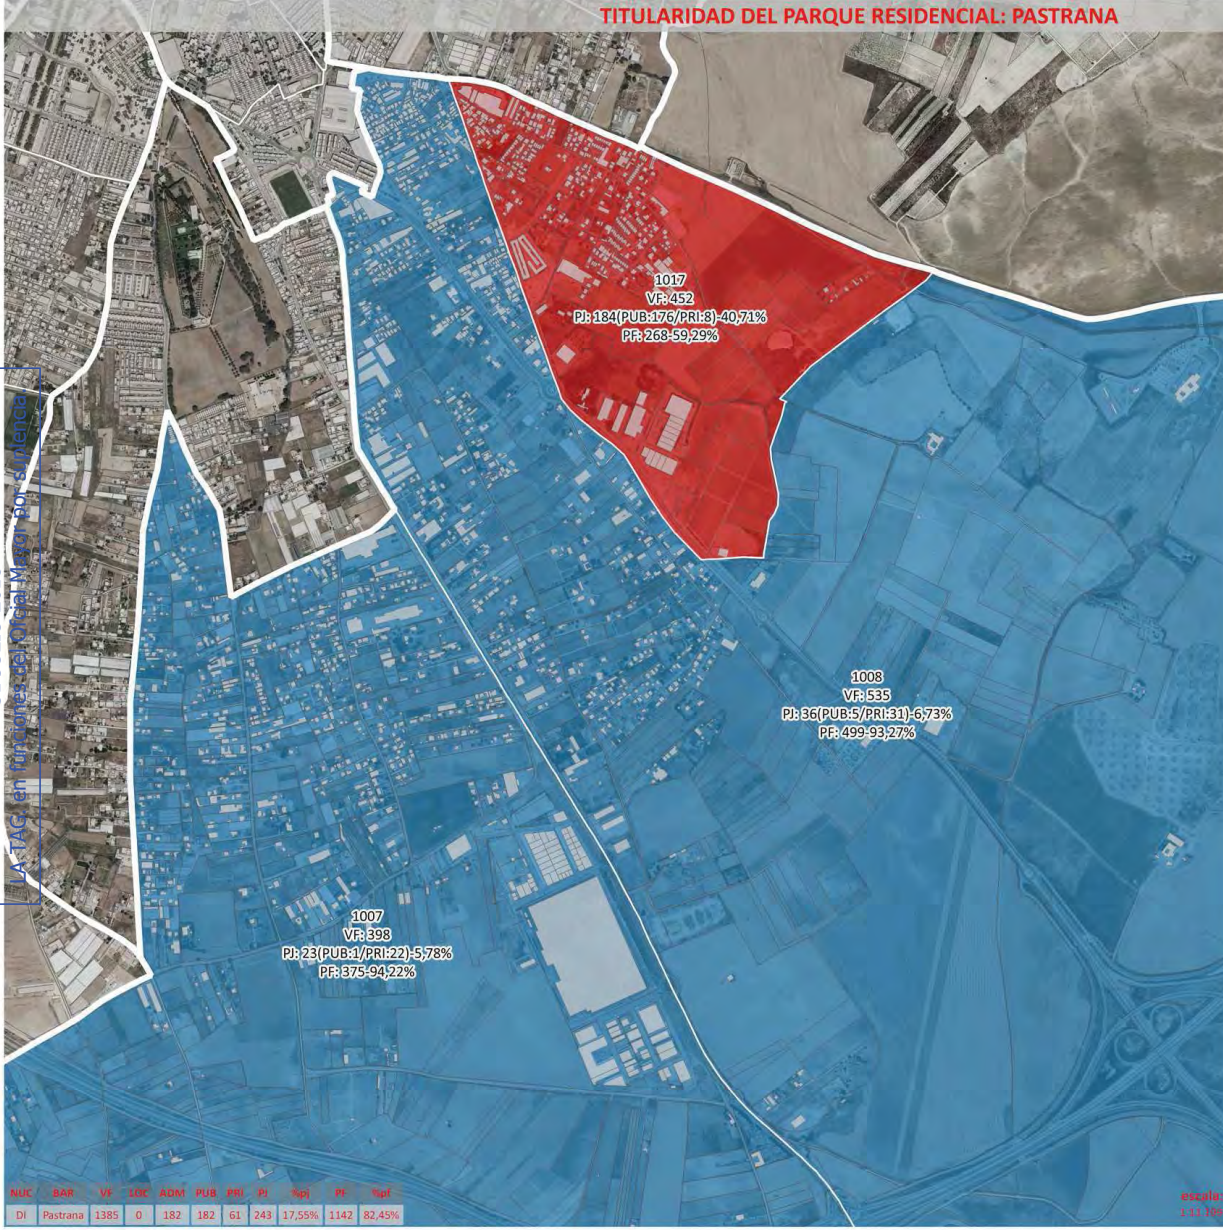 TITULARIDAD DEL PARQUE RESIDENCIAL: PASTRANA
1017
VF: 452
PJ: 184(PUB:176/PRI:8)-40,71%
PF: 268-59,29%
1008
VF: 535
PJ: 36(PUB:5/PRI:31)-6,73%
PF: 499-93,27%
1007
VF: 398
PJ: 23(PUB:1/PRI:22)-5,78%
PF: 375-94,22%
LA TAG. en funciones del Oficial Mayor por sentencia
NUC BAR VF ADM PUB PRI PJ %pj PF %pf
DI Pastrana 1385 0 182 182 61 243 17,55% 1142 82,45%
escala: